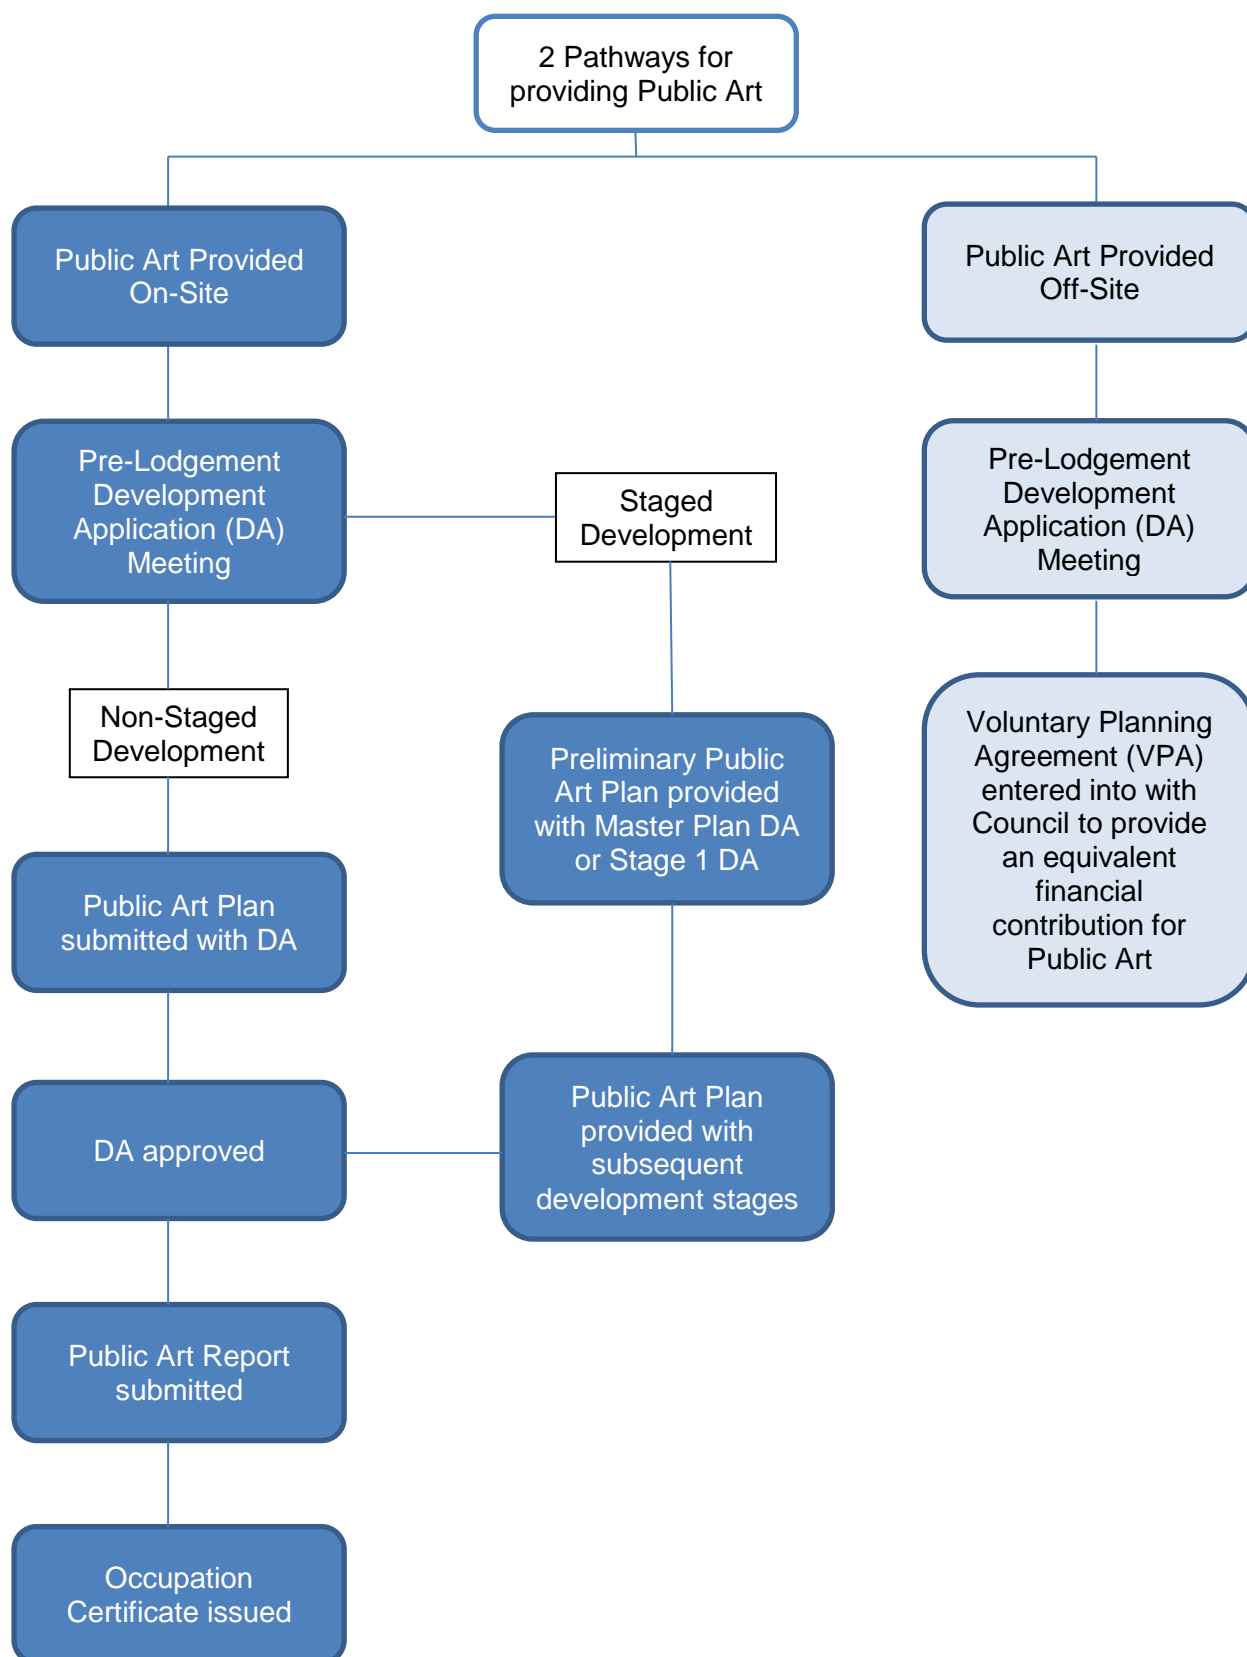 2 Pathways for
providing Public Art
Public Art Provided
On-Site
Public Art Provided
Off-Site
Pre-Lodgement
Development
Application (DA)
Meeting
Staged
Development
Pre-Lodgement
Development
Application (DA)
Meeting
Non-Staged
Development
Preliminary Public
Art Plan provided
with Master Plan DA
or Stage 1 DA
Voluntary Planning
Agreement (VPA)
entered into with
Council to provide
an equivalent
financial
contribution for
Public Art
Public Art Plan
submitted with DA
DA approved
Public Art Plan
provided with
subsequent
development stages
Public Art Report
submitted
Occupation
Certificate issued